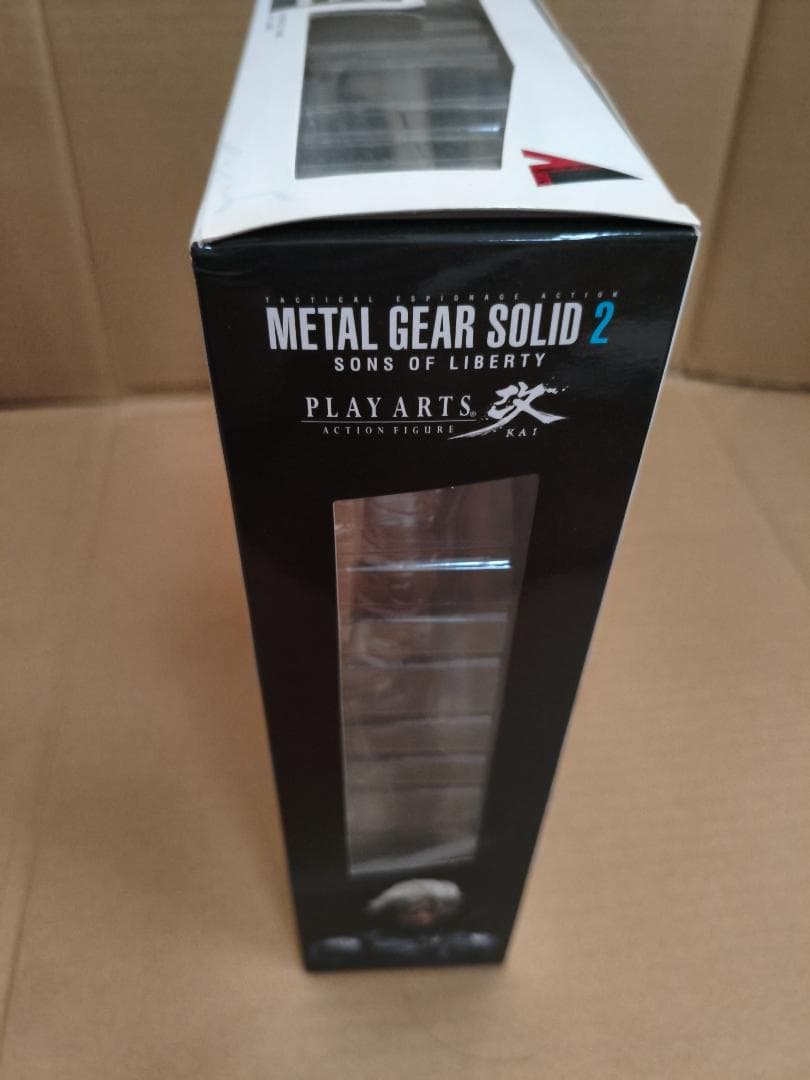 TACTICAL ESPIONAGE ACTION
METAL GEAR SOLID 2
SONS OF LIBERTY
PLAY ARTS® 改
ACTION FIGURE KAI